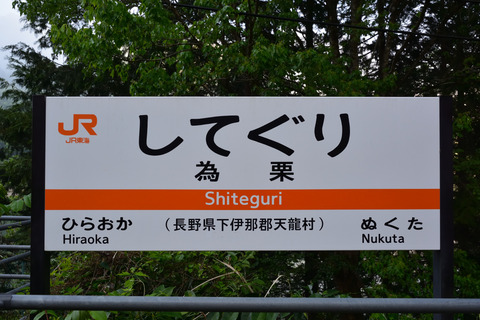 JR
JR東海
してぐり
為栗
Shiteguri
ひらおか
Hiraoka
（長野県下伊那郡天龍村）
ぬくた
Nukuta